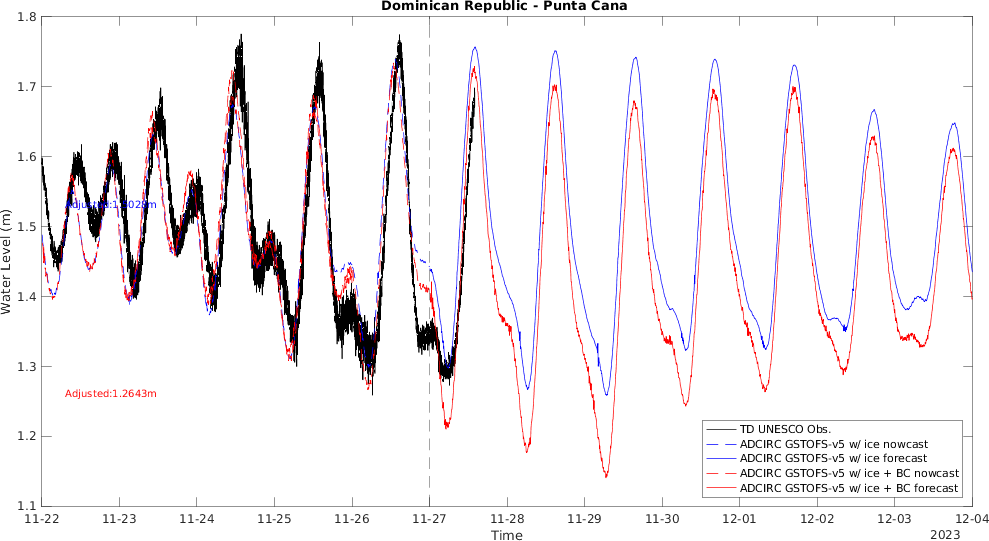 Dominican Republic - Punta Cana
1.8
1.7
1.6
1.5
1.4
1.3
1.2
1.1
Water Level (m)
Adjusted:1.2643m
TD UNESCO Obs.
ADCIRC GSTOFS-v5 w/ ice nowcast
ADCIRC GSTOFS-v5 w/ ice forecast
ADCIRC GSTOFS-v5 w/ ice + BC nowcast
ADCIRC GSTOFS-v5 w/ ice + BC forecast
11-22
11-23
11-24
11-25
11-26
11-27
11-28
11-29
11-30
12-01
12-02
12-03
12-04
Time
2023